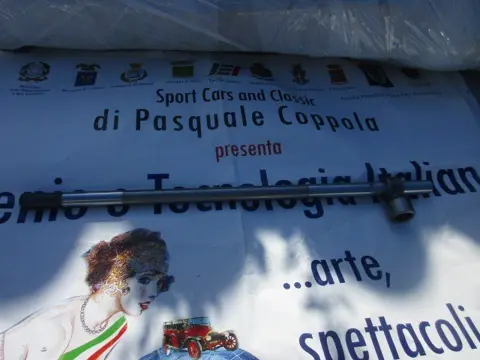 Sport Cars and Classic
di Pasquale Coppola
presenta
e Tecnologia Italian
...arte,
spettacoli